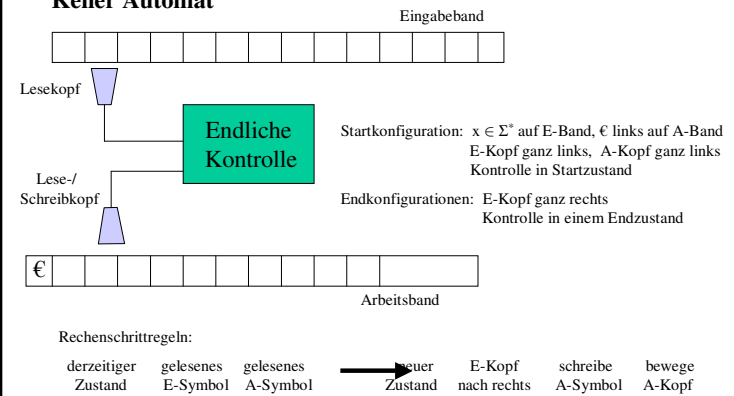 Keller Automat
Eingabeband
Lesekopf
Endliche
Kontrolle
Startkonfiguration: x ∈ Σ* auf E-Band, € links auf A-Band
E-Kopf ganz links, A-Kopf ganz links
Kontrolle in Startzustand
Lese-/
Schreibkopf
Endkonfigurationen: E-Kopf ganz rechts
Kontrolle in einem Endzustand
€
Arbeitsband
Rechenschrittregeln:
derzeitiger gelesenes gelesenes neuer E-Kopf schreibe bewege
Zustand E-Symbol A-Symbol Zustand nach rechts A-Symbol A-Kopf